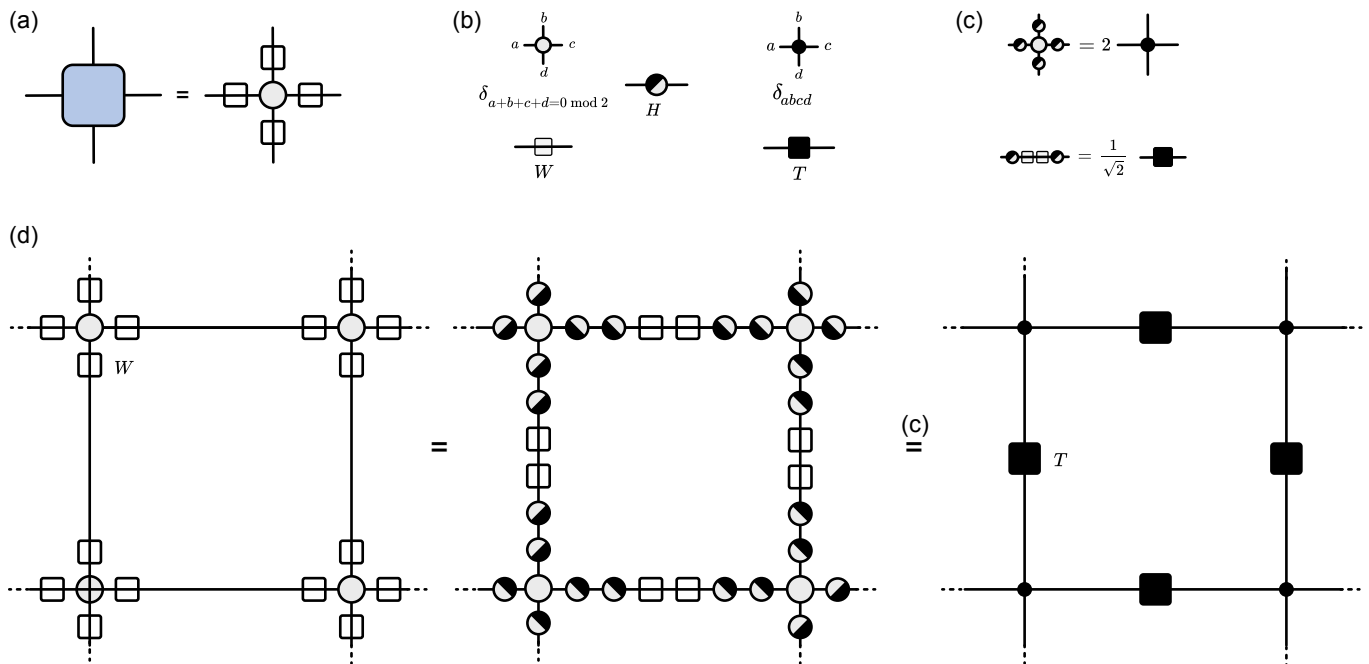 (a)
=
(b)
b
a c
d
δ_{a+b+c+d=0 mod 2}
H
b
a c
d
δ_{abcd}
W
T
(c)
= 2
= 1/√2
(d)
W
=
(c)
=
T